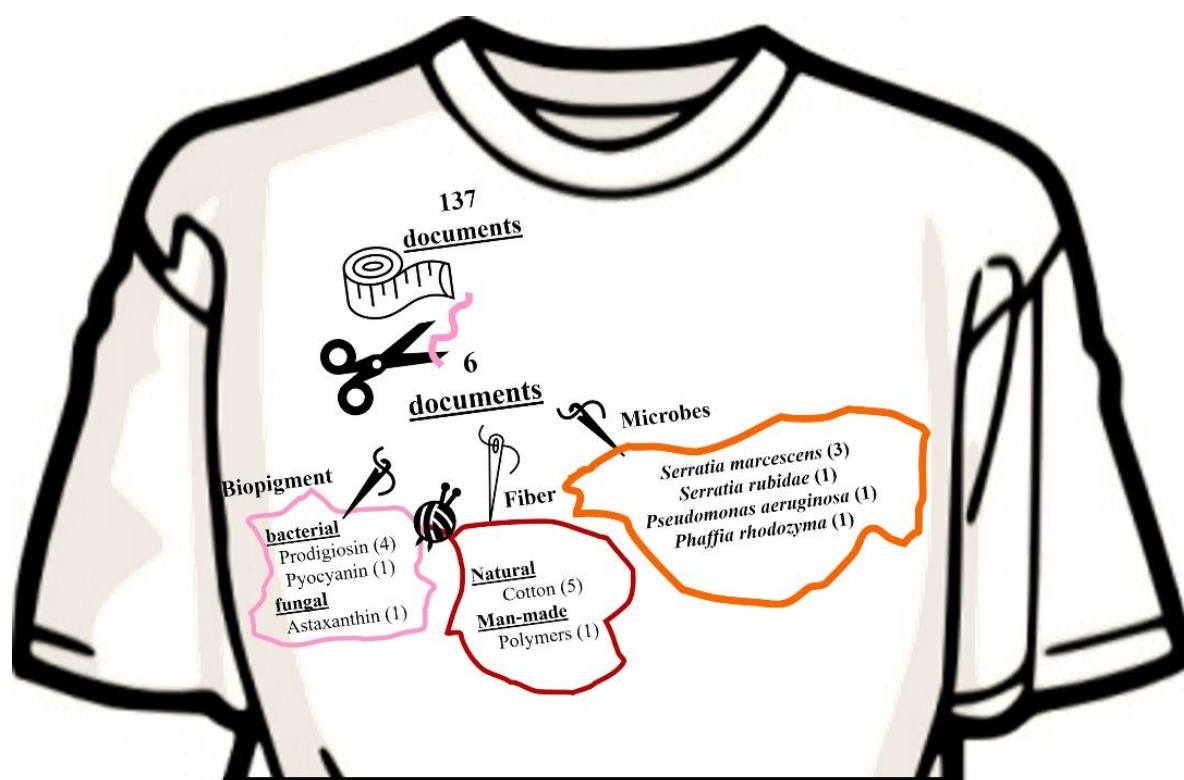 137
documents
6
documents
Biopigment
bacterial
Prodigiosin (4)
Pyocyanin (1)
fungal
Astaxanthin (1)
Fiber
Natural
Cotton (5)
Man-made
Polymers (1)
Microbes
Serratia marcescens (3)
Serratia rubidae (1)
Pseudomonas aeruginosa (1)
Phaffia rhodozyma (1)